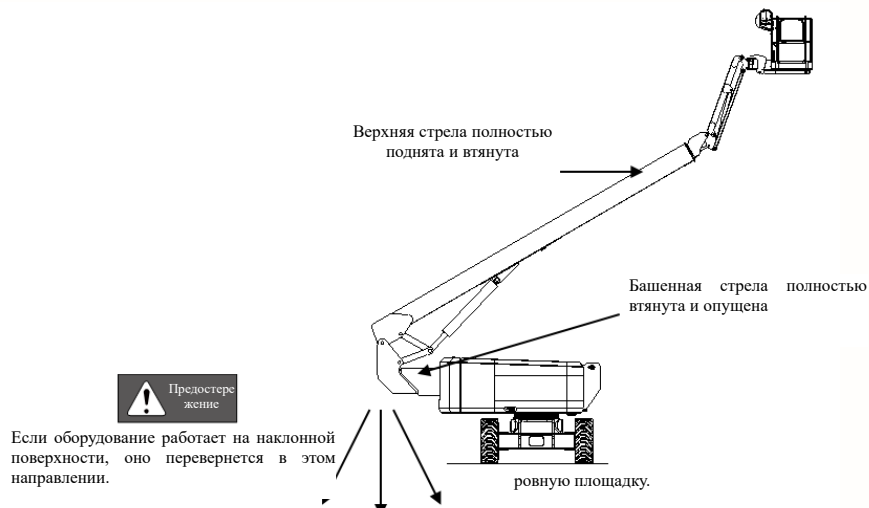 Верхняя стрела полностью
поднята и втянута
Башенная стрела полностью
втянута и опущена
Предостере
жение
Если оборудование работает на наклонной
поверхности, оно перевернется в этом
направлении.
ровную площадку.